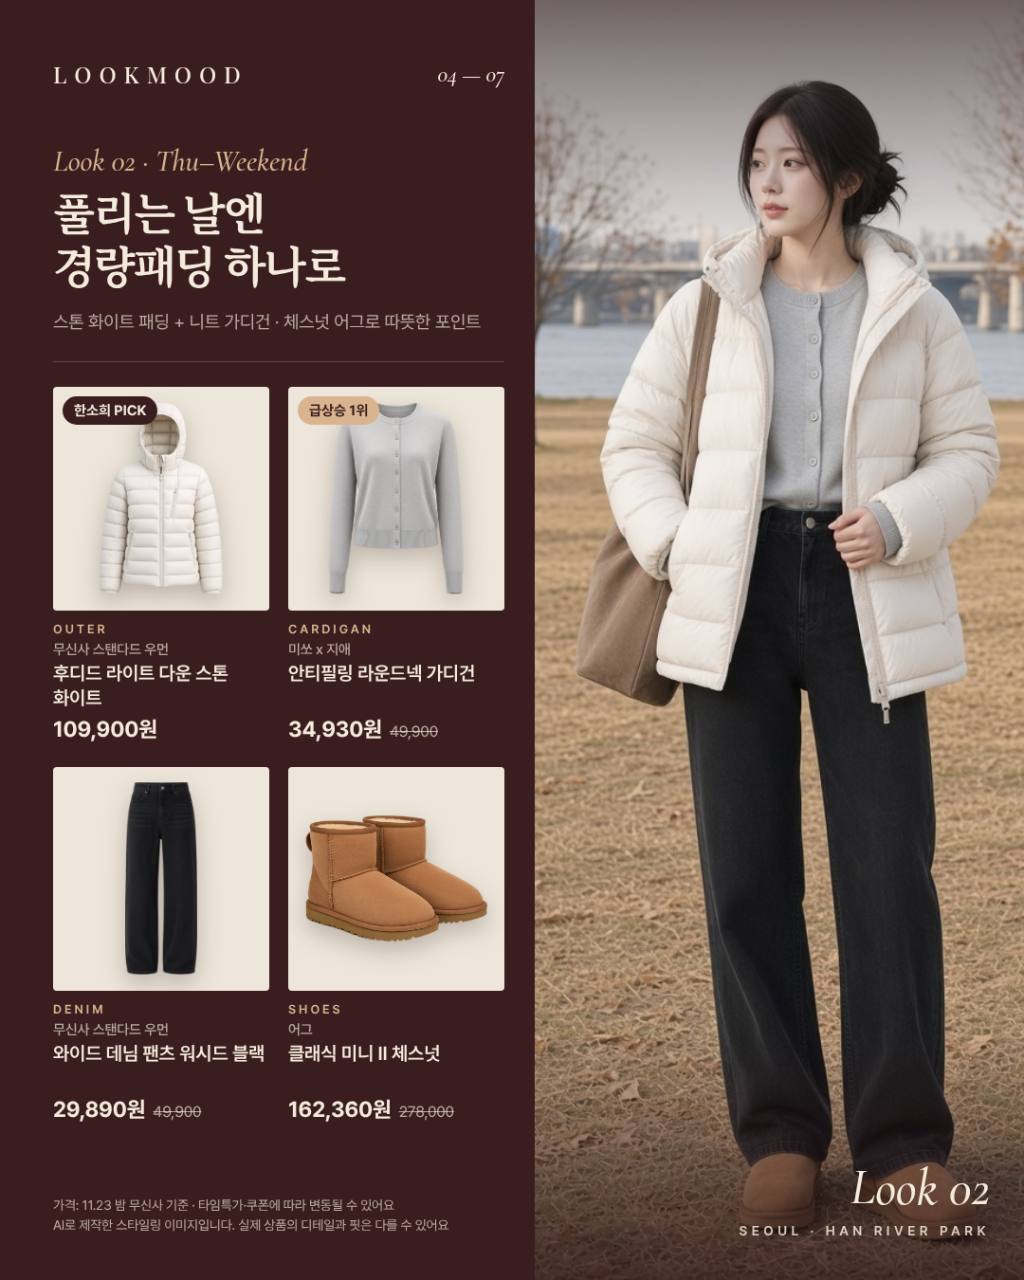 LOOKMOOD
04 — 07
Look 02 · Thu–Weekend
풀리는 날엔
경량패딩 하나로
스톤 화이트 패딩 + 니트 가디건 · 체스넛 어그로 따뜻한 포인트
한소희 PICK
OUTER
무신사 스탠다드 우먼
후디드 라이트 다운 스톤
화이트
109,900원
급상승 1위
CARDIGAN
미쏘 x 지애
안티필링 라운드넥 가디건
34,930원 49,900
DENIM
무신사 스탠다드 우먼
와이드 데님 팬츠 워시드 블랙
29,890원 49,900
SHOES
어그
클래식 미니 II 체스넛
162,360원 278,000
가격: 11.23 밤 무신사 기준 · 타임특가·쿠폰에 따라 변동될 수 있어요
AI로 제작한 스타일링 이미지입니다. 실제 상품의 디테일과 핏은 다를 수 있어요
Look 02
SEOUL · HAN RIVER PARK